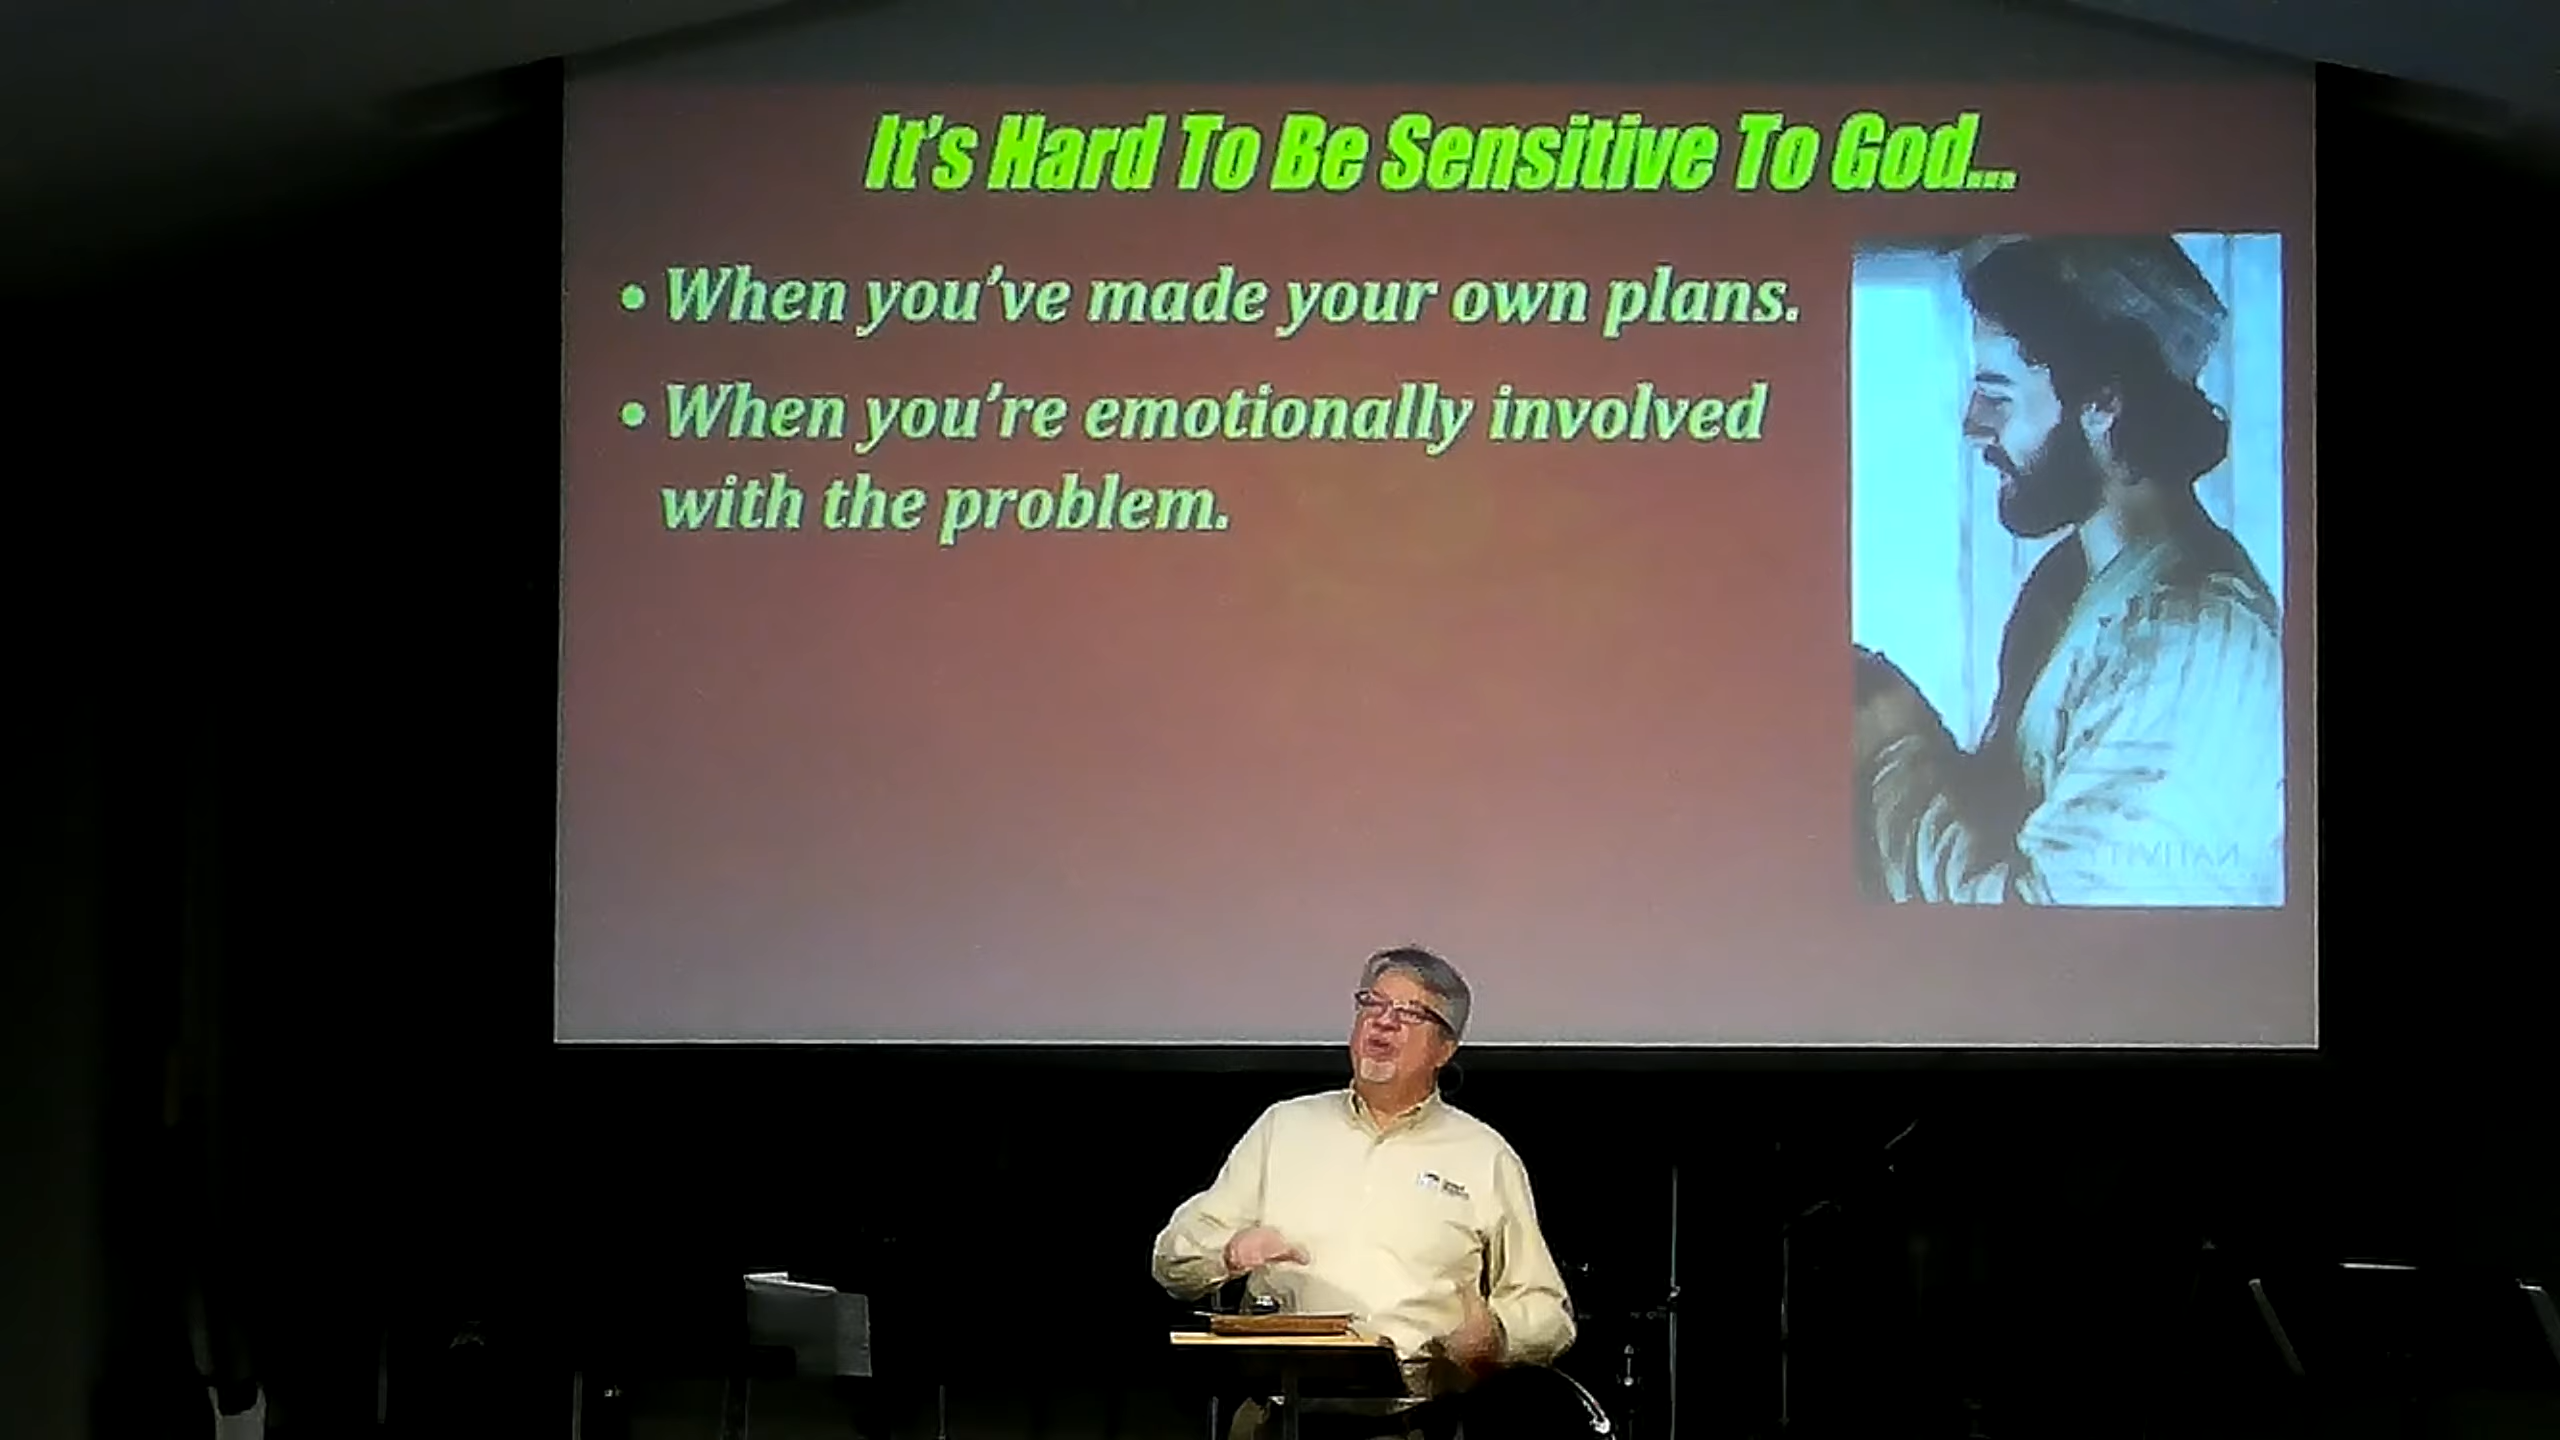 It's Hard To Be Sensitive To God...
• When you've made your own plans.
• When you're emotionally involved
with the problem.
NATIVITY